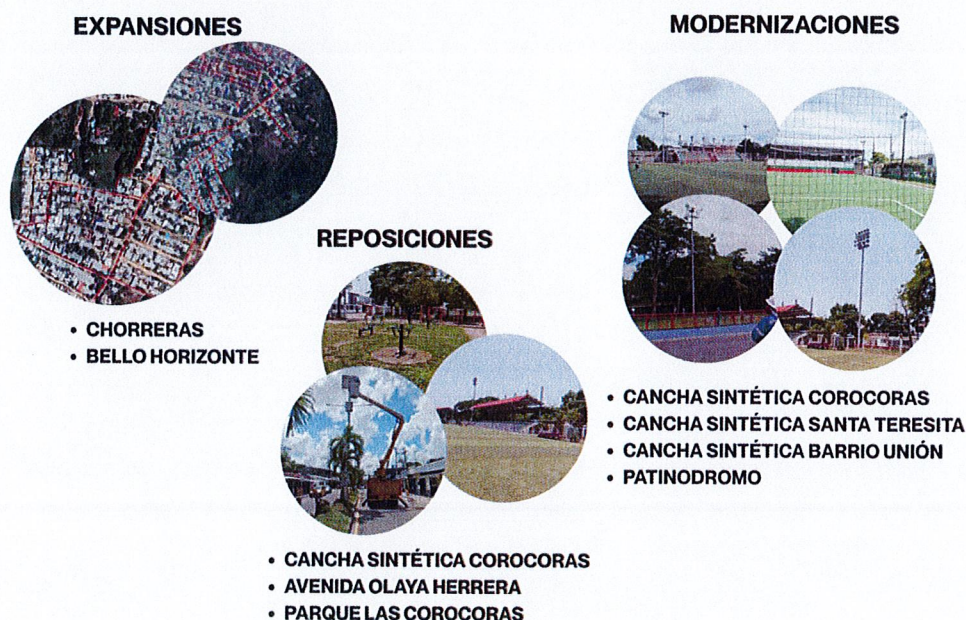 EXPANSIONES
• CHORRERAS
• BELLO HORIZONTE
REPOSICIONES
• CANCHA SINTÉTICA COROCORAS
• AVENIDA OLAYA HERRERA
• PARQUE LAS COROCORAS
MODERNIZACIONES
• CANCHA SINTÉTICA COROCORAS
• CANCHA SINTÉTICA SANTA TERESITA
• CANCHA SINTÉTICA BARRIO UNIÓN
• PATINODROMO